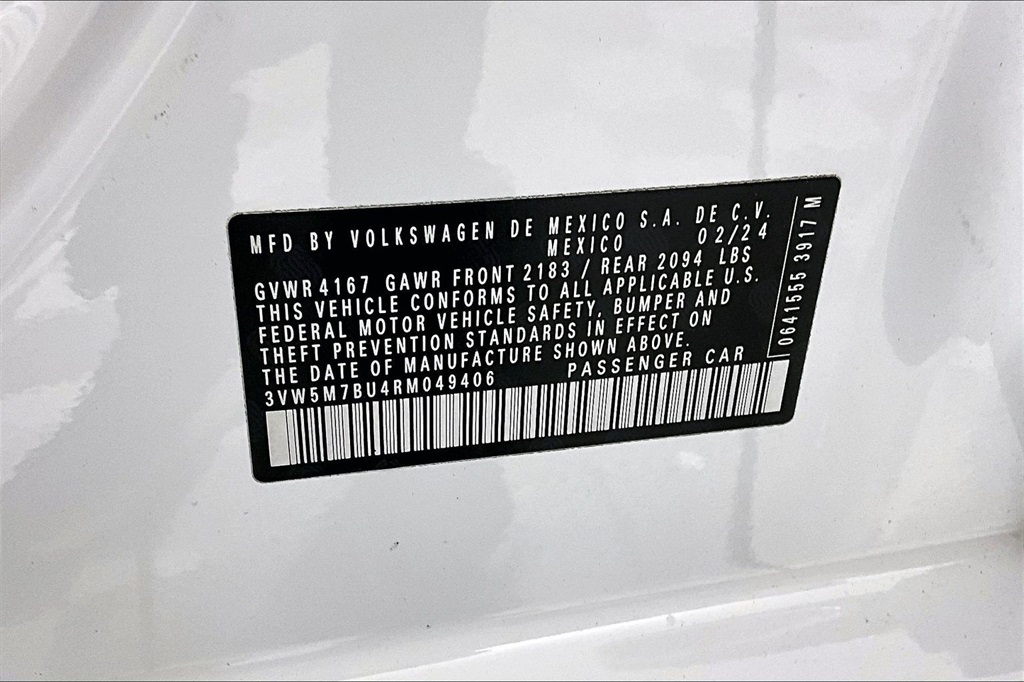 MFD BY VOLKSWAGEN DE MEXICO S.A. DE C.V.
MEXICO 02/24
GVWR 4167 GAWR FRONT 2183 / REAR 2094 LBS
THIS VEHICLE CONFORMS TO ALL APPLICABLE U.S.
FEDERAL MOTOR VEHICLE SAFETY, BUMPER AND
THEFT PREVENTION STANDARDS IN EFFECT ON
THE DATE OF MANUFACTURE SHOWN ABOVE.
3VW5M7BU4RM049406 PASSENGER CAR
0641555 3917 M